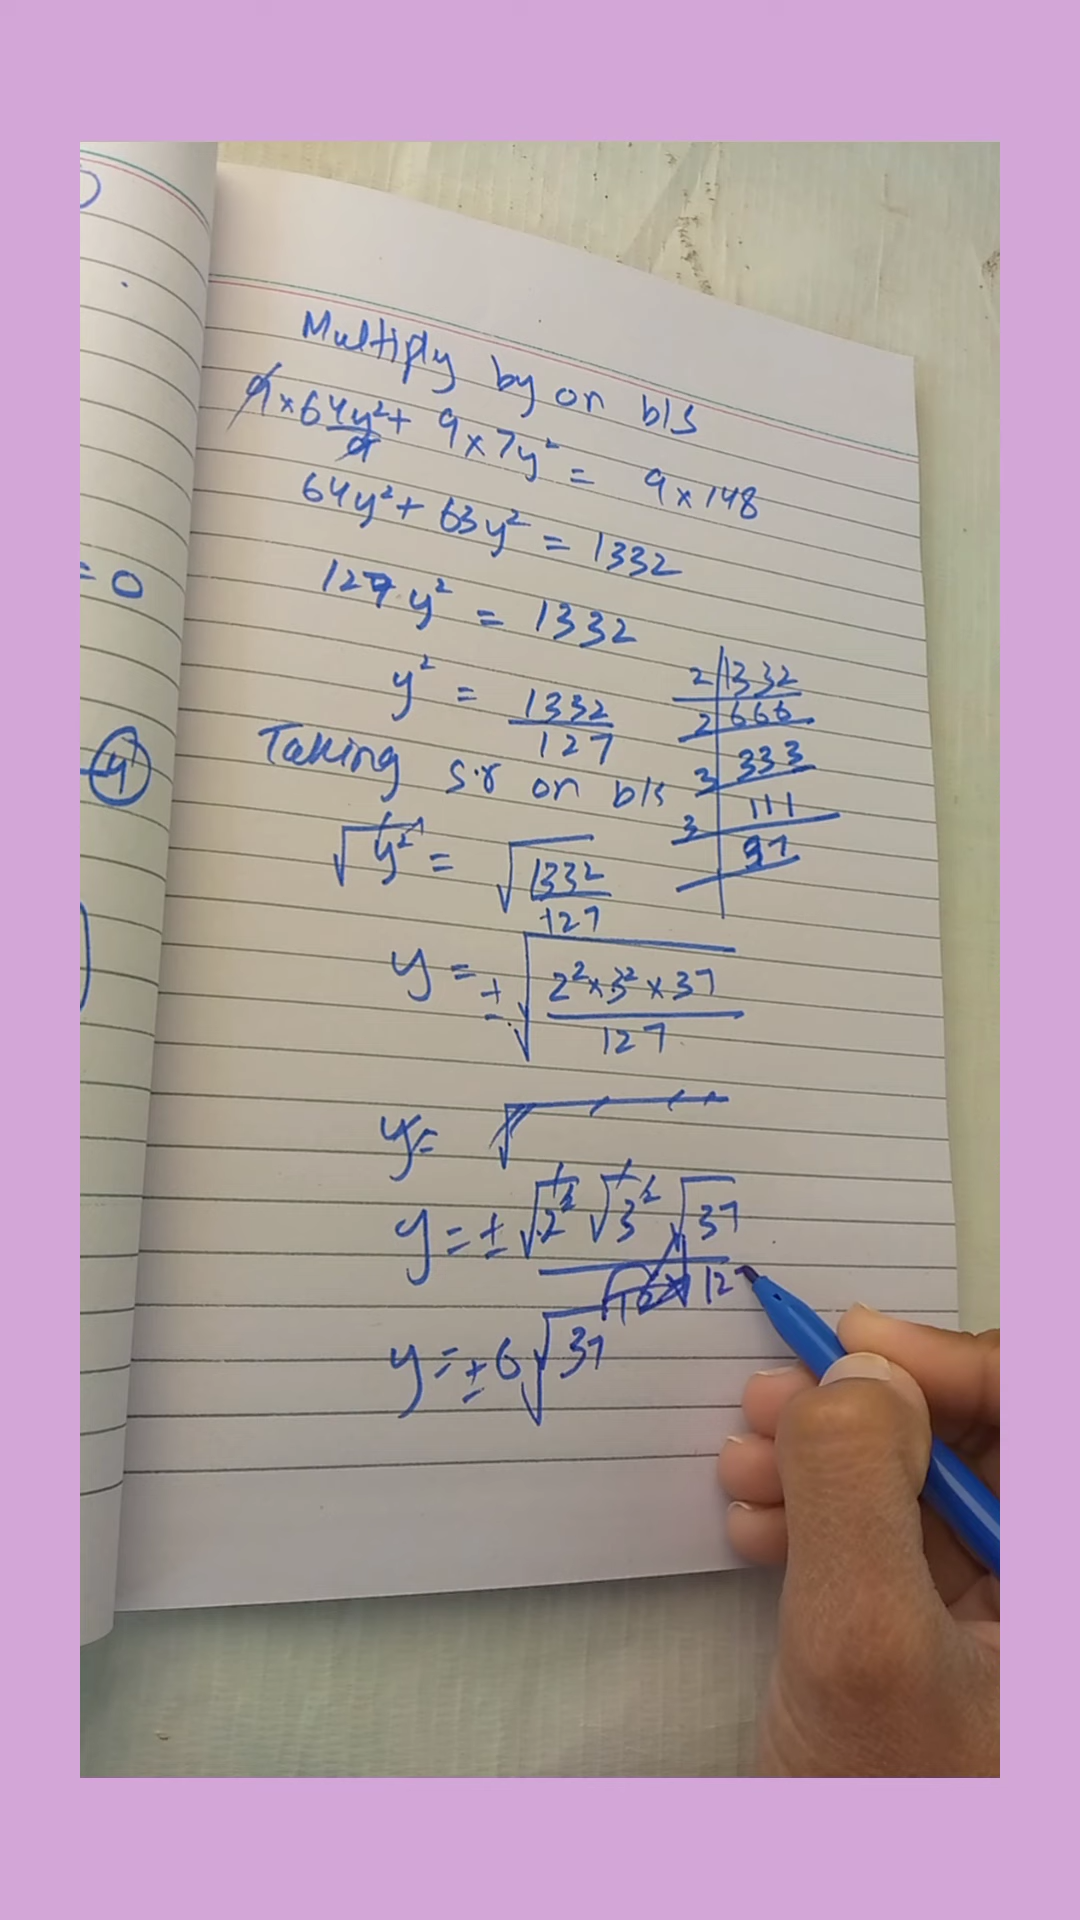 = 0
y
Multiply by on b/s
9 × 64y²/9 + 9 × 7y² = 9 × 148
64y² + 63y² = 1332
127y² = 1332
y² = 1332/127
2|1332
2|666
3|333
3|111
37
Taking s.r on b/s
√y² = √1332/127
y = ± √2² × 3² × 37/127
y = √
y = ± √2² √3² √37
12
y = ± 6 √37